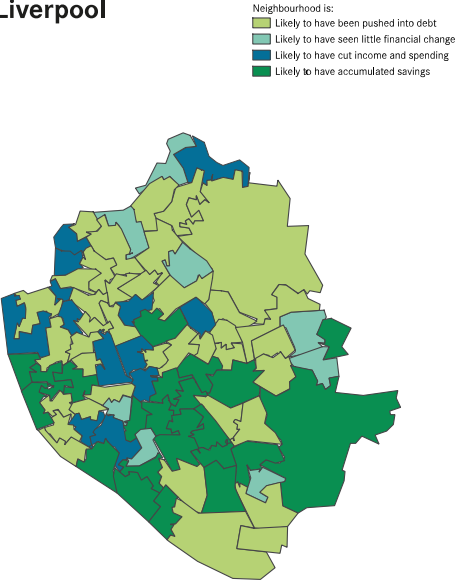 Liverpool
Neighbourhood is:
Likely to have been pushed into debt
Likely to have seen little financial change
Likely to have cut income and spending
Likely to have accumulated savings